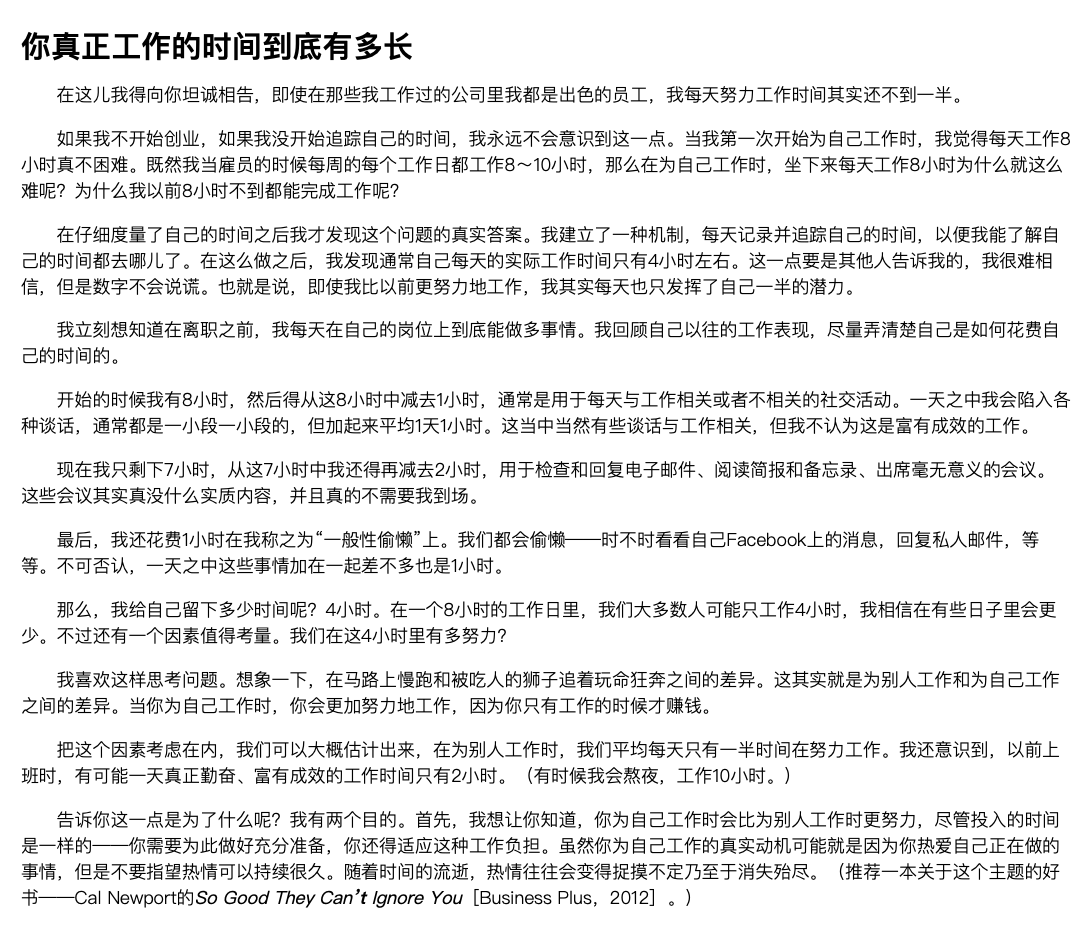 你真正工作的时间到底有多长
在这儿我得向你坦诚相告，即使在那些我工作过的公司里我都是出色的员工，我每天努力工作时间其实还不到一半。
如果我不开始创业，如果我没开始追踪自己的时间，我永远不会意识到这一点。当我第一次开始为自己工作时，我觉得每天工作8
小时真不困难。既然我当雇员的时候每周的每个工作日都工作8～10小时，那么在为自己工作时，坐下来每天工作8小时为什么就这么
难呢？为什么我以前8小时不到都能完成工作呢？
在仔细度量了自己的时间之后我才发现这个问题的真实答案。我建立了一种机制，每天记录并追踪自己的时间，以便我能了解自
己的时间都去哪儿了。在这么做之后，我发现通常自己每天的实际工作时间只有4小时左右。这一点要是其他人告诉我的，我很难相
信，但是数字不会说谎。也就是说，即使我比以前更努力地工作，我其实每天也只发挥了自己一半的潜力。
我立刻想知道在离职之前，我每天在自己的岗位上到底能做多事情。我回顾自己以往的工作表现，尽量弄清楚自己是如何花费自
己的时间的。
开始的时候我有8小时，然后得从这8小时中减去1小时，通常是用于每天与工作相关或者不相关的社交活动。一天之中我会陷入各
种谈话，通常都是一小段一小段的，但加起来平均1天1小时。这当中当然有些谈话与工作相关，但我不认为这是富有成效的工作。
现在我只剩下7小时，从这7小时中我还得再减去2小时，用于检查和回复电子邮件、阅读简报和备忘录、出席毫无意义的会议。
这些会议其实真没什么实质内容，并且真的不需要我到场。
最后，我还花费1小时在我称之为“一般性偷懒”上。我们都会偷懒——时不时看看自己Facebook上的消息，回复私人邮件，等
等。不可否认，一天之中这些事情加在一起差不多也是1小时。
那么，我给自己留下多少时间呢？4小时。在一个8小时的工作日里，我们大多数人可能只工作4小时，我相信在有些日子里会更
少。不过还有一个因素值得考量。我们在这4小时里有多努力？
我喜欢这样思考问题。想象一下，在马路上慢跑和被吃人的狮子追着玩命狂奔之间的差异。这其实就是为别人工作和为自己工作
之间的差异。当你为自己工作时，你会更加努力地工作，因为你只有工作的时候才赚钱。
把这个因素考虑在内，我们可以大概估计出来，在为别人工作时，我们平均每天只有一半时间在努力工作。我还意识到，以前上
班时，有可能一天真正勤奋、富有成效的工作时间只有2小时。（有时候我会熬夜，工作10小时。）
告诉你这一点是为了什么呢？我有两个目的。首先，我想让你知道，你为自己工作时会比为别人工作时更努力，尽管投入的时间
是一样的——你需要为此做好充分准备，你还得适应这种工作负担。虽然你为自己工作的真实动机可能就是因为你热爱自己正在做的
事情，但是不要指望热情可以持续很久。随着时间的流逝，热情往往会变得捉摸不定乃至于消失殆尽。（推荐一本关于这个主题的好
书——Cal Newport的So Good They Can’t Ignore You［Business Plus，2012］。）